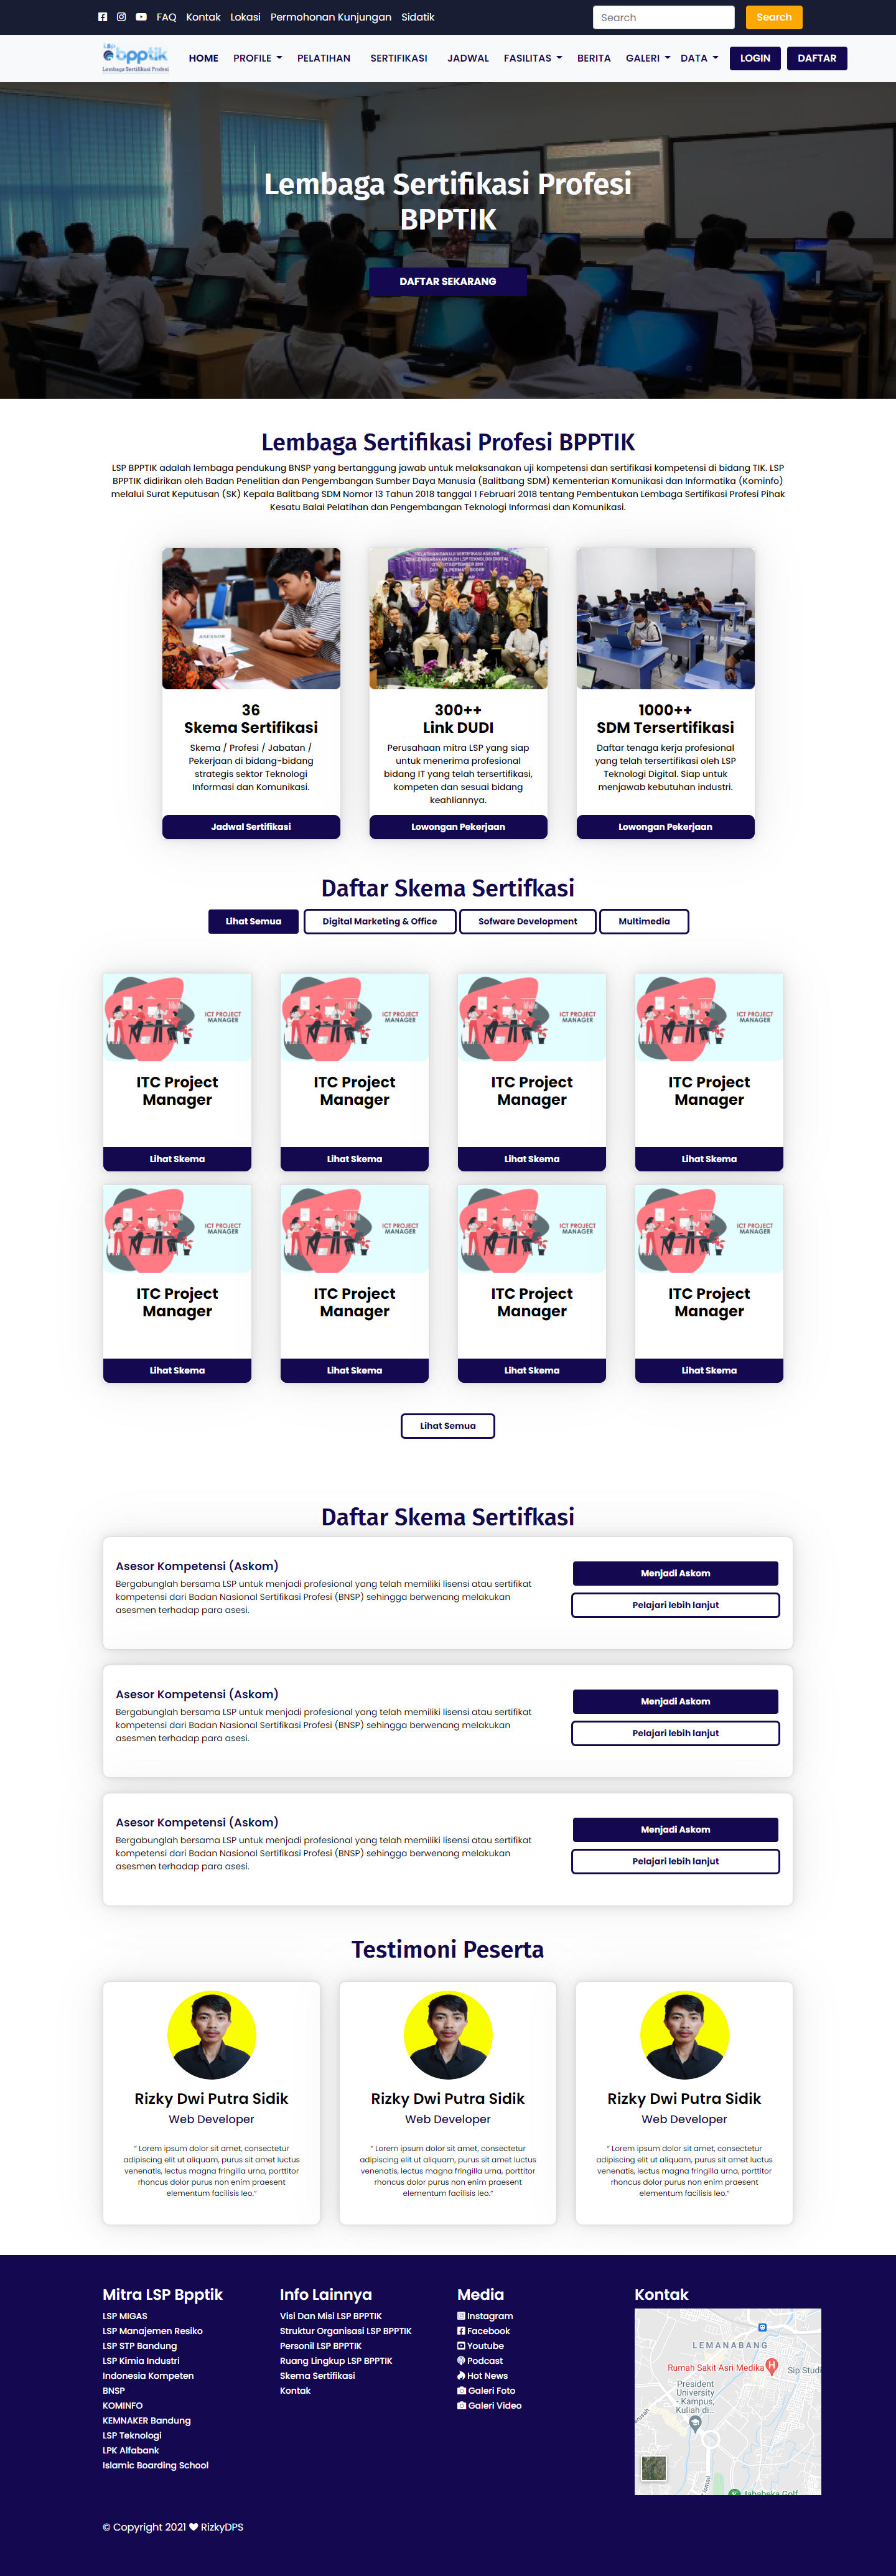 FAQ Kontak Lokasi Permohonan Kunjungan Sidatik Search Search
LSP bpptik
Lembaga Sertifikasi Profesi
HOME PROFILE PELATIHAN SERTIFIKASI JADWAL FASILITAS BERITA GALERI DATA LOGIN DAFTAR
Lembaga Sertifikasi Profesi
BPPTIK
DAFTAR SEKARANG
Lembaga Sertifikasi Profesi BPPTIK
LSP BPPTIK adalah lembaga pendukung BNSP yang bertanggung jawab untuk melaksanakan uji kompetensi dan sertifikasi kompetensi di bidang TIK. LSP
BPPTIK didirikan oleh Badan Penelitian dan Pengembangan Sumber Daya Manusia (Balitbang SDM) Kementerian Komunikasi dan Informatika (Kominfo)
melalui Surat Keputusan (SK) Kepala Balitbang SDM Nomor 13 Tahun 2018 tanggal 1 Februari 2018 tentang Pembentukan Lembaga Sertifikasi Profesi Pihak
Kesatu Balai Pelatihan dan Pengembangan Teknologi Informasi dan Komunikasi.
ASESOR
36
Skema Sertifikasi
Skema / Profesi / Jabatan /
Pekerjaan di bidang-bidang
strategis sektor Teknologi
Informasi dan Komunikasi.
Jadwal Sertifikasi
PELATIHAN DAN UJI SERTIFIKASI ASESOR
300++
Link DUDI
Perusahaan mitra LSP yang siap
untuk menerima profesional
bidang IT yang telah tersertifikasi,
kompeten dan sesuai bidang
keahliannya.
Lowongan Pekerjaan
1000++
SDM Tersertifikasi
Daftar tenaga kerja profesional
yang telah tersertifikasi oleh LSP
Teknologi Digital. Siap untuk
menjawab kebutuhan industri.
Lowongan Pekerjaan
Daftar Skema Sertifkasi
Lihat Semua Digital Marketing & Office Sofware Development Multimedia
ICT PROJECT
MANAGER
ITC Project
Manager
Lihat Skema
ICT PROJECT
MANAGER
ITC Project
Manager
Lihat Skema
ICT PROJECT
MANAGER
ITC Project
Manager
Lihat Skema
ICT PROJECT
MANAGER
ITC Project
Manager
Lihat Skema
ICT PROJECT
MANAGER
ITC Project
Manager
Lihat Skema
ICT PROJECT
MANAGER
ITC Project
Manager
Lihat Skema
ICT PROJECT
MANAGER
ITC Project
Manager
Lihat Skema
ICT PROJECT
MANAGER
ITC Project
Manager
Lihat Skema
Lihat Semua
Daftar Skema Sertifkasi
Asesor Kompetensi (Askom)
Bergabunglah bersama LSP untuk menjadi profesional yang telah memiliki lisensi atau sertifikat
kompetensi dari Badan Nasional Sertifikasi Profesi (BNSP) sehingga berwenang melakukan
asesmen terhadap para asesi.
Menjadi Askom
Pelajari lebih lanjut
Asesor Kompetensi (Askom)
Bergabunglah bersama LSP untuk menjadi profesional yang telah memiliki lisensi atau sertifikat
kompetensi dari Badan Nasional Sertifikasi Profesi (BNSP) sehingga berwenang melakukan
asesmen terhadap para asesi.
Menjadi Askom
Pelajari lebih lanjut
Asesor Kompetensi (Askom)
Bergabunglah bersama LSP untuk menjadi profesional yang telah memiliki lisensi atau sertifikat
kompetensi dari Badan Nasional Sertifikasi Profesi (BNSP) sehingga berwenang melakukan
asesmen terhadap para asesi.
Menjadi Askom
Pelajari lebih lanjut
Testimoni Peserta
Rizky Dwi Putra Sidik
Web Developer
" Lorem ipsum dolor sit amet, consectetur
adipiscing elit ut aliquam, purus sit amet luctus
venenatis, lectus magna fringilla urna, porttitor
rhoncus dolor purus non enim praesent
elementum facilisis leo."
Rizky Dwi Putra Sidik
Web Developer
" Lorem ipsum dolor sit amet, consectetur
adipiscing elit ut aliquam, purus sit amet luctus
venenatis, lectus magna fringilla urna, porttitor
rhoncus dolor purus non enim praesent
elementum facilisis leo."
Rizky Dwi Putra Sidik
Web Developer
" Lorem ipsum dolor sit amet, consectetur
adipiscing elit ut aliquam, purus sit amet luctus
venenatis, lectus magna fringilla urna, porttitor
rhoncus dolor purus non enim praesent
elementum facilisis leo."
Mitra LSP Bpptik
LSP MIGAS
LSP Manajemen Resiko
LSP STP Bandung
LSP Kimia Industri
Indonesia Kompeten
BNSP
KOMINFO
KEMNAKER Bandung
LSP Teknologi
LPK Alfabank
Islamic Boarding School
Info Lainnya
Visi Dan Misi LSP BPPTIK
Struktur Organisasi LSP BPPTIK
Personil LSP BPPTIK
Ruang Lingkup LSP BPPTIK
Skema Sertifikasi
Kontak
Media
Instagram
Facebook
Youtube
Podcast
Hot News
Galeri Foto
Galeri Video
Kontak
LEMAHABANG
Rumah Sakit Asri Medika
Sip Studi
President
University
- Kampus,
Kuliah di...
Jababeka Golf
© Copyright 2021 RizkyDPS